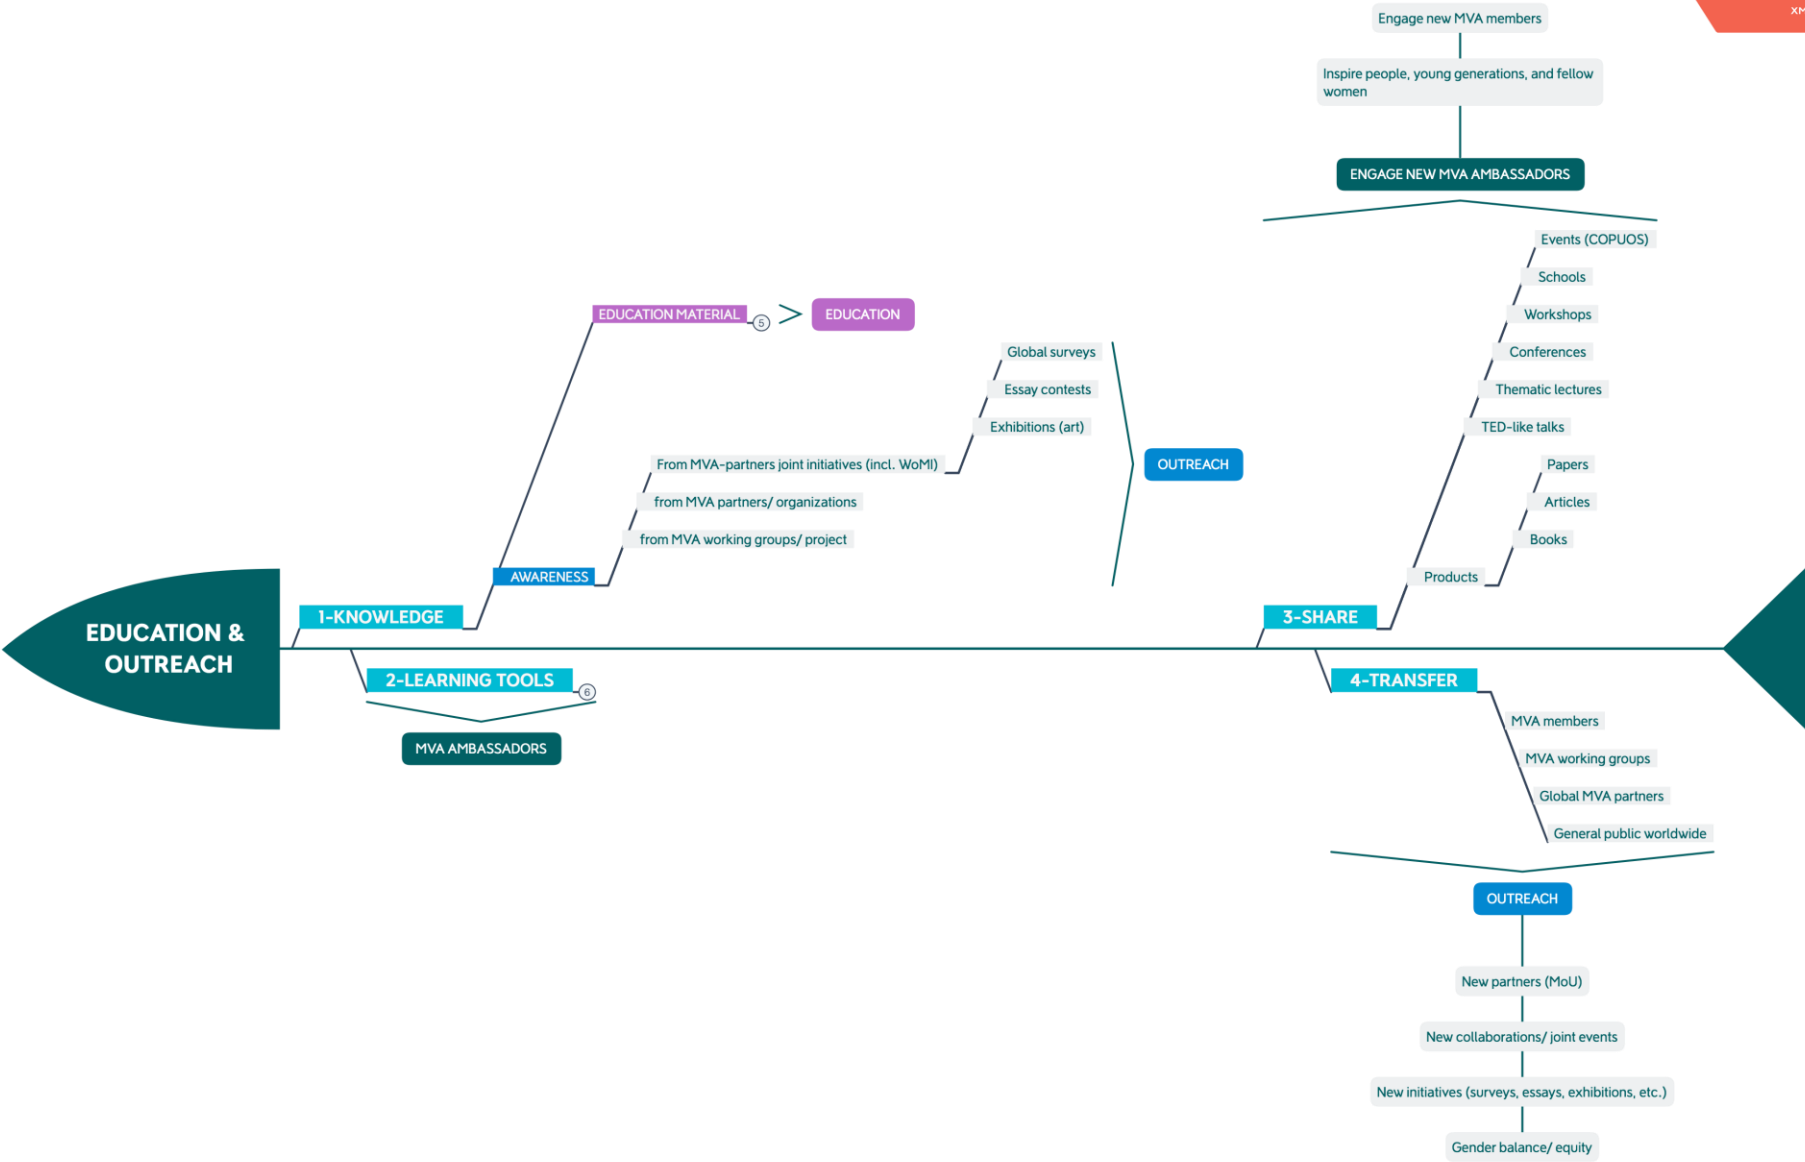 XM
Engage new MVA members
Inspire people, young generations, and fellow
women
ENGAGE NEW MVA AMBASSADORS
Events (COPUOS)
Schools
EDUCATION MATERIAL
5
EDUCATION
Workshops
Global surveys
Conferences
Essay contests
Thematic lectures
Exhibitions (art)
TED-like talks
From MVA-partners joint initiatives (incl. WoMI)
OUTREACH
Papers
from MVA partners/ organizations
Articles
from MVA working groups/ project
Books
AWARENESS
Products
1-KNOWLEDGE
3-SHARE
EDUCATION &
OUTREACH
2-LEARNING TOOLS
6
4-TRANSFER
MVA members
MVA AMBASSADORS
MVA working groups
Global MVA partners
General public worldwide
OUTREACH
New partners (MoU)
New collaborations/ joint events
New initiatives (surveys, essays, exhibitions, etc.)
Gender balance/ equity